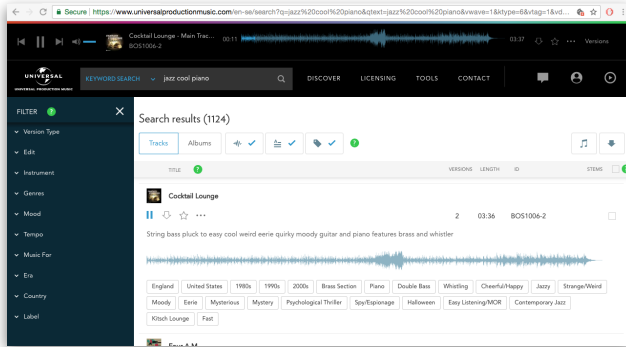 Secure https://www.universalproductionmusic.com/en-se/search?q=jazz%20cool%20piano&qtext=jazz%20cool%20piano&vwave=1&ktype=6&vtag=1&vd...
Cocktail Lounge - Main Trac...
BOS1006-2
00:11
03:37
Versions
UNIVERSAL
UNIVERSAL PRODUCTION MUSIC
KEYWORD SEARCH
jazz cool piano
DISCOVER LICENSING TOOLS CONTACT
FILTER ?
Version Type
Edit
Instrument
Genres
Mood
Tempo
Music For
Era
Country
Label
Search results (1124)
Tracks Albums ?
TITLE ? VERSIONS LENGTH ID STEMS
Cocktail Lounge
2 03:36 BOS1006-2
String bass pluck to easy cool weird eerie quirky moody guitar and piano features brass and whistler
England United States 1980s 1990s 2000s Brass Section Piano Double Bass Whistling Cheerful/Happy Jazzy Strange/Weird
Moody Eerie Mysterious Mystery Psychological Thriller Spy/Espionage Halloween Easy Listening/MOR Contemporary Jazz
Kitsch Lounge Fast